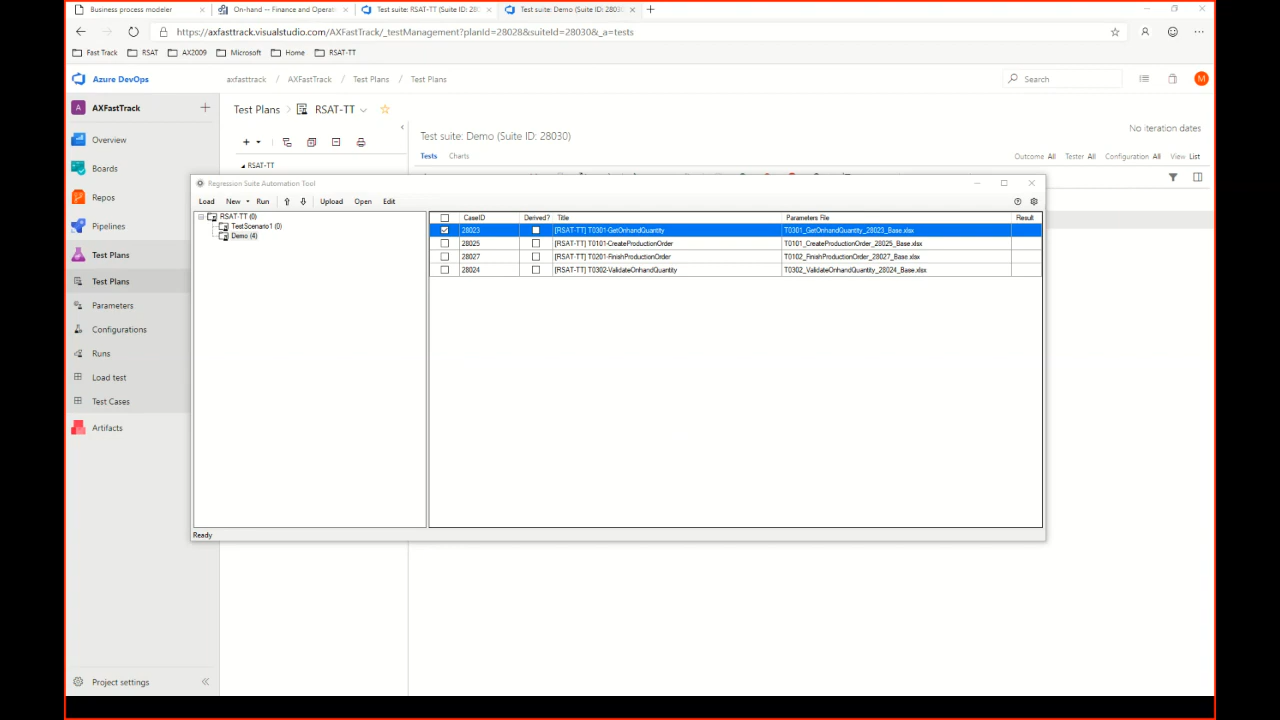 Business process modeler
On-hand -- Finance and Operat
Test suite: RSAT-TT (Suite ID: 280
Test suite: Demo (Suite ID: 28030)
https://axfasttrack.visualstudio.com/AXFastTrack/_testManagement?planId=28028&suiteId=28030&_a=tests
Fast Track RSAT AX2009 Microsoft Home RSAT-TT
Azure DevOps
axfasttrack
AXFastTrack
Test Plans
Test Plans
Search
M
A AXFastTrack
Overview
Boards
Repos
Pipelines
Test Plans
Test Plans
Parameters
Configurations
Runs
Load test
Test Cases
Artifacts
Project settings
Test Plans RSAT-TT
RSAT-TT
Test suite: Demo (Suite ID: 28030)
No iteration dates
Tests Charts
Outcome All Tester All Configuration All View List
Regression Suite Automation Tool
Load New Run Upload Open Edit
RSAT-TT (0)
TestScenario1 (0)
Demo (4)
CaseID Derived? Title Parameters File Result
28023 [RSAT-TT] T0301-GetOnhandQuantity T0301_GetOnhandQuantity_28023_Base.xlsx
28025 [RSAT-TT] T0101-CreateProductionOrder T0101_CreateProductionOrder_28025_Base.xlsx
28027 [RSAT-TT] T0201-FinishProductionOrder T0102_FinishProductionOrder_28027_Base.xlsx
28024 [RSAT-TT] T0302-ValidateOnhandQuantity T0302_ValidateOnhandQuantity_28024_Base.xlsx
Ready